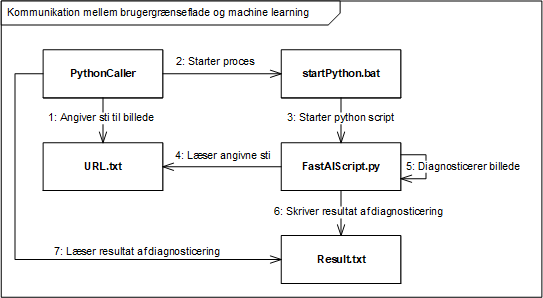 Kommunikation mellem brugergrænseflade og machine learning
PythonCaller
2: Starter proces
startPython.bat
1: Angiver sti til billede
3: Starter python script
URL.txt
4: Læser angivne sti
FastAIScript.py
5: Diagnosticerer billede
6: Skriver resultat af diagnosticering
7: Læser resultat af diagnosticering
Result.txt